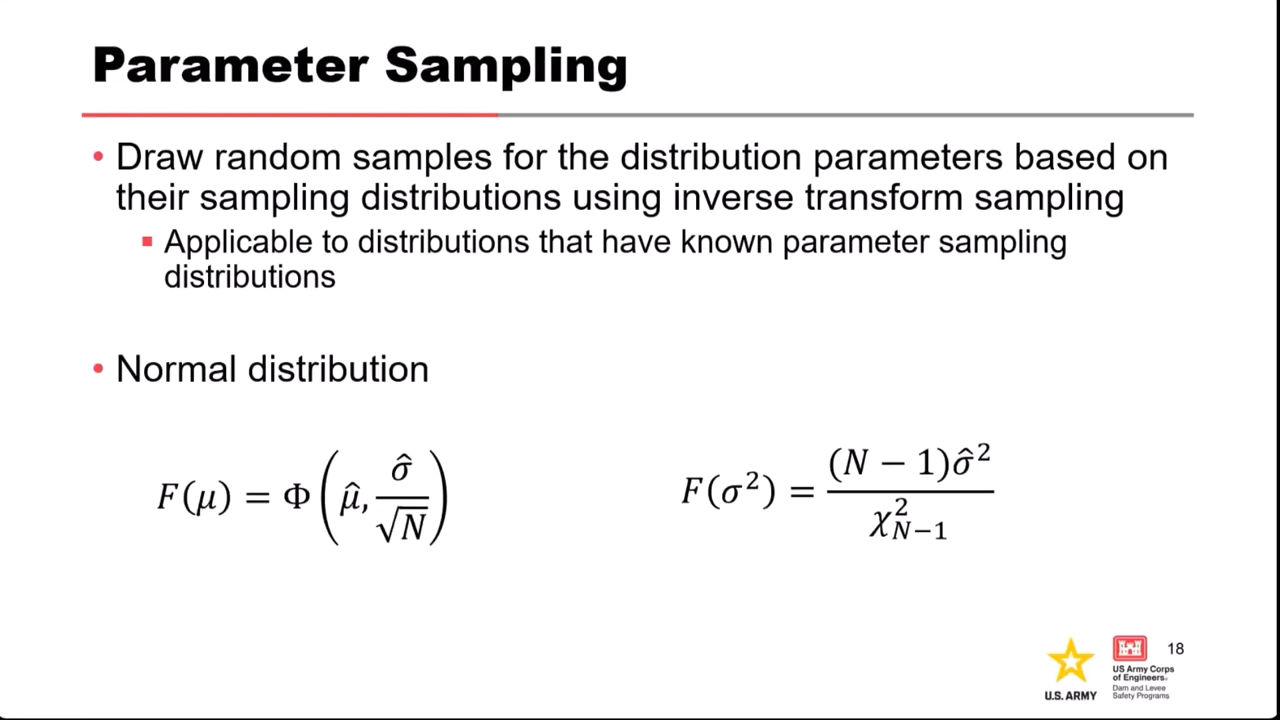 Parameter Sampling
• Draw random samples for the distribution parameters based on
their sampling distributions using inverse transform sampling
▪ Applicable to distributions that have known parameter sampling
distributions
• Normal distribution
F(μ) = Φ(μ̂, σ̂/√N)
F(σ²) = (N − 1)σ̂²/χ²_{N−1}
18
U.S. ARMY
US Army Corps
of Engineers®
Dam and Levee
Safety Programs